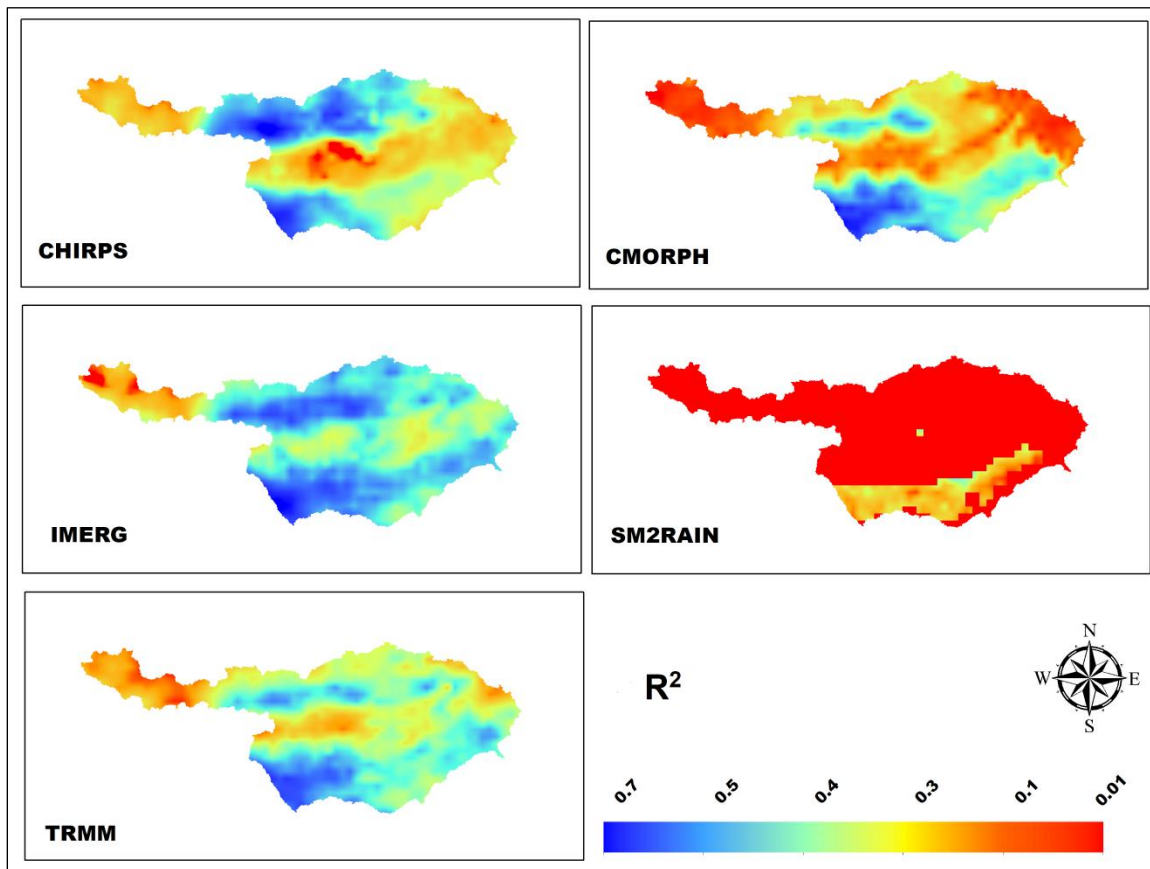 CHIRPS
CMORPH
IMERG
SM2RAIN
TRMM
R²
N
W E
S
0.7 0.5 0.4 0.3 0.1 0.01